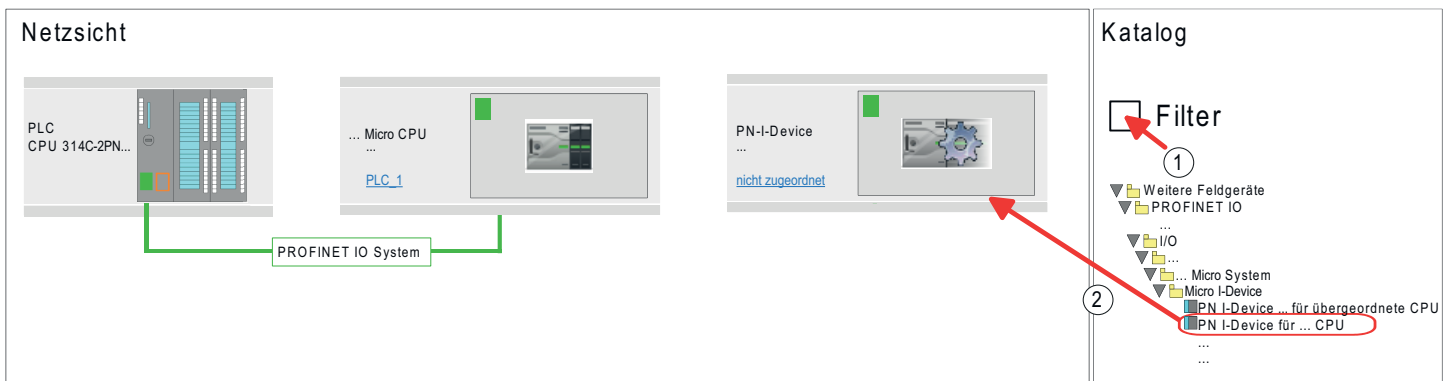 Netzsicht
PLC
CPU 314C-2PN...
... Micro CPU
...
PLC_1
PN-I-Device
...
nicht zugeordnet
PROFINET IO System
Katalog
Filter
1
Weitere Feldgeräte
PROFINET IO
...
I/O
...
... Micro System
Micro I-Device
PN I-Device ... für übergeordnete CPU
PN I-Device für ... CPU
...
...
2